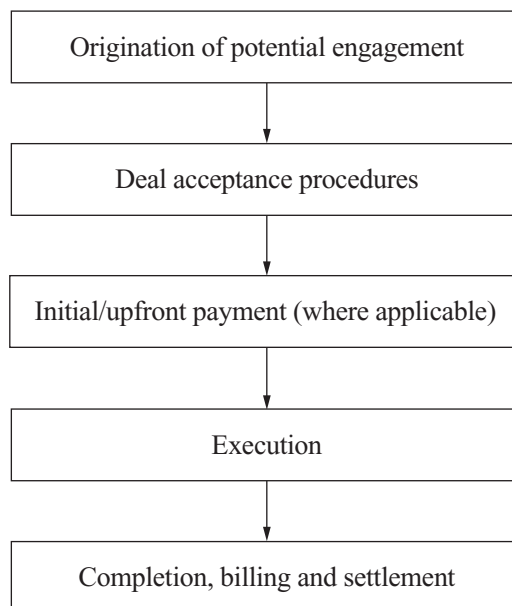 Origination of potential engagement
Deal acceptance procedures
Initial/upfront payment (where applicable)
Execution
Completion, billing and settlement